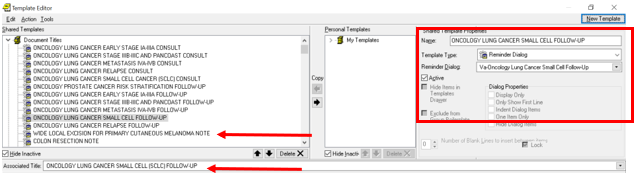 Template Editor
Edit Action Tools
New Template
Shared Templates
Document Titles
ONCOLOGY LUNG CANCER EARLY STAGE IA-IIIA CONSULT
ONCOLOGY LUNG CANCER STAGE IIIB-IIIC AND PANCOAST CONSULT
ONCOLOGY LUNG CANCER METASTASIS IVA-IVB CONSULT
ONCOLOGY LUNG CANCER RELAPSE CONSULT
ONCOLOGY LUNG CANCER SMALL CELL (SCLC) CONSULT
ONCOLOGY PROSTATE CANCER RISK STRATIFICATION FOLLOW-UP
ONCOLOGY LUNG CANCER EARLY STAGE IA-IIIA FOLLOW-UP
ONCOLOGY LUNG CANCER STAGE IIIB-IIIC AND PANCOAST FOLLOW-UP
ONCOLOGY LUNG CANCER METASTASIS IVA-IVB FOLLOW-UP
ONCOLOGY LUNG CANCER SMALL CELL FOLLOW-UP
ONCOLOGY LUNG CANCER RELAPSE FOLLOW-UP
WIDE LOCAL EXCISION FOR PRIMARY CUTANEOUS MELANOMA NOTE
COLON RESECTION NOTE
Hide Inactive
Delete
Copy
Personal Templates
My Templates
Hide Inactiv
Delete
Shared Template Properties
Name: ONCOLOGY LUNG CANCER SMALL CELL FOLLOW-UP
Template Type: Reminder Dialog
Reminder Dialog: Va-Oncology Lung Cancer Small Cell Follow-Up
Active
Hide Items in
Templates
Drawer
Exclude from
Dialog Properties
Display Only
Only Show First Line
Indent Dialog Items
One Item Only
Hide Dialog Items
0
Number of Blank Lines to insert between items
Lock
Associated Title: ONCOLOGY LUNG CANCER SMALL CELL (SCLC) FOLLOW-UP